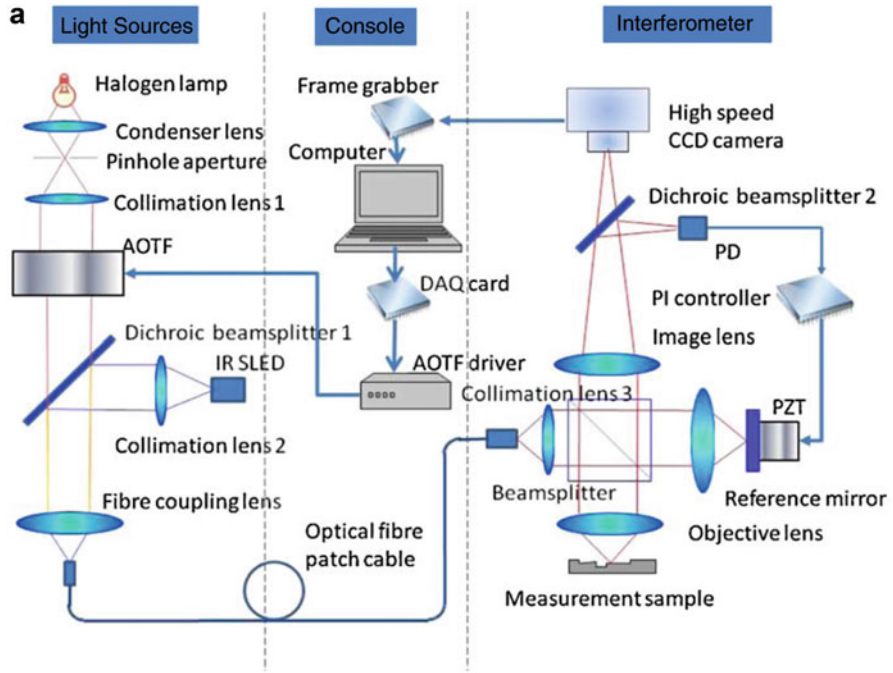 a
Light Sources
Console
Interferometer
Halogen lamp
Condenser lens
Pinhole aperture
Collimation lens 1
AOTF
Dichroic beamsplitter 1
IR SLED
Collimation lens 2
Fibre coupling lens
Frame grabber
Computer
DAQ card
AOTF driver
Optical fibre
patch cable
High speed
CCD camera
Dichroic beamsplitter 2
PD
PI controller
Image lens
Collimation lens 3
PZT
Beamsplitter
Reference mirror
Objective lens
Measurement sample